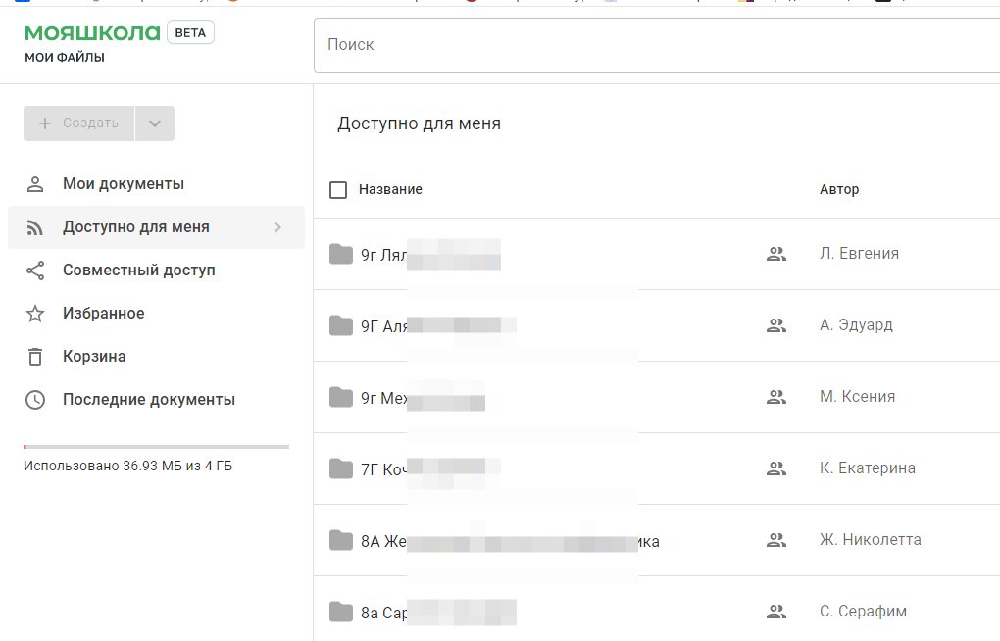 МОЯШКОЛА BETA
МОИ ФАЙЛЫ
Поиск
+ Создать
Доступно для меня
Мои документы
Название Автор
Доступно для меня
9г Лял Л. Евгения
Совместный доступ
Избранное
9Г Аля А. Эдуард
Корзина
9г Мех М. Ксения
Последние документы
Использовано 36.93 МБ из 4 ГБ
7Г Коч К. Екатерина
8А Же ика Ж. Николетта
8а Сар С. Серафим